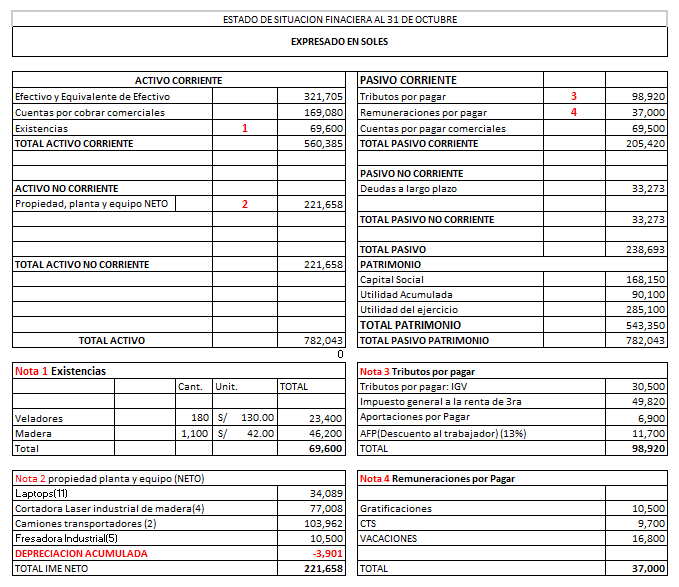 ESTADO DE SITUACION FINACIERA AL 31 DE OCTUBRE
EXPRESADO EN SOLES
ACTIVO CORRIENTE
Efectivo y Equivalente de Efectivo 321,705
Cuentas por cobrar comerciales 169,080
Existencias 1 69,600
TOTAL ACTIVO CORRIENTE 560,385
ACTIVO NO CORRIENTE
Propiedad, planta y equipo NETO 2 221,658
TOTAL ACTIVO NO CORRIENTE 221,658
TOTAL ACTIVO 782,043
0
PASIVO CORRIENTE
Tributos por pagar 3 98,920
Remuneraciones por pagar 4 37,000
Cuentas por pagar comerciales 69,500
TOTAL PASIVO CORRIENTE 205,420
PASIVO NO CORRIENTE
Deudas a largo plazo 33,273
TOTAL PASIVO NO CORRIENTE 33,273
TOTAL PASIVO 238,693
PATRIMONIO
Capital Social 168,150
Utilidad Acumulada 90,100
Utilidad del ejercicio 285,100
TOTAL PATRIMONIO 543,350
TOTAL PASIVO PATRIMONIO 782,043
Nota 1 Existencias
Cant. Unit. TOTAL
Veladores 180 S/ 130.00 23,400
Madera 1,100 S/ 42.00 46,200
Total 69,600
Nota 3 Tributos por pagar
Tributos por pagar: IGV 30,500
Impuesto general a la renta de 3ra 49,820
Aportaciones por Pagar 6,900
AFP(Descuento al trabajador) (13%) 11,700
TOTAL 98,920
Nota 2 propiedad planta y equipo (NETO)
Laptops(11) 34,089
Cortadora Laser industrial de madera(4) 77,008
Camiones transportadores (2) 103,962
Fresadora Industrial(5) 10,500
DEPRECIACION ACUMULADA -3,901
TOTAL IME NETO 221,658
Nota 4 Remuneraciones por Pagar
Gratificaciones 10,500
CTS 9,700
VACACIONES 16,800
TOTAL 37,000